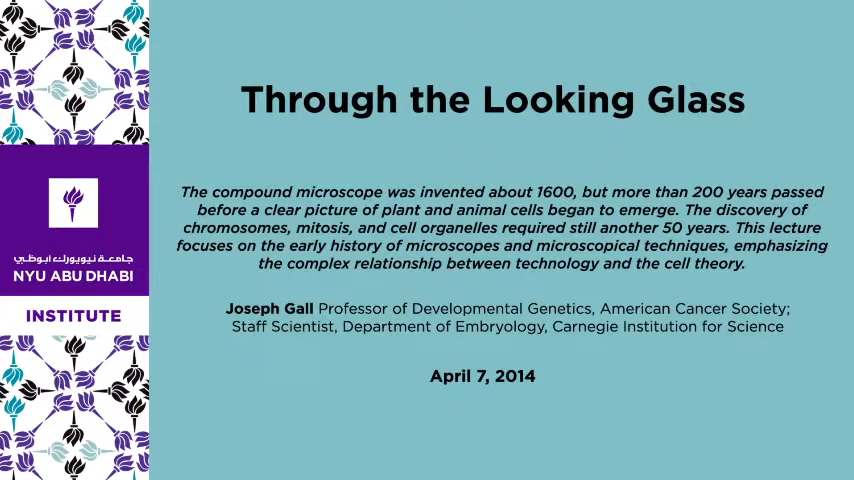 Through the Looking Glass
The compound microscope was invented about 1600, but more than 200 years passed
before a clear picture of plant and animal cells began to emerge. The discovery of
chromosomes, mitosis, and cell organelles required still another 50 years. This lecture
focuses on the early history of microscopes and microscopical techniques, emphasizing
the complex relationship between technology and the cell theory.
Joseph Gall Professor of Developmental Genetics, American Cancer Society;
Staff Scientist, Department of Embryology, Carnegie Institution for Science
April 7, 2014
جامعـة نيويورك أبوظبي
NYU ABU DHABI
INSTITUTE